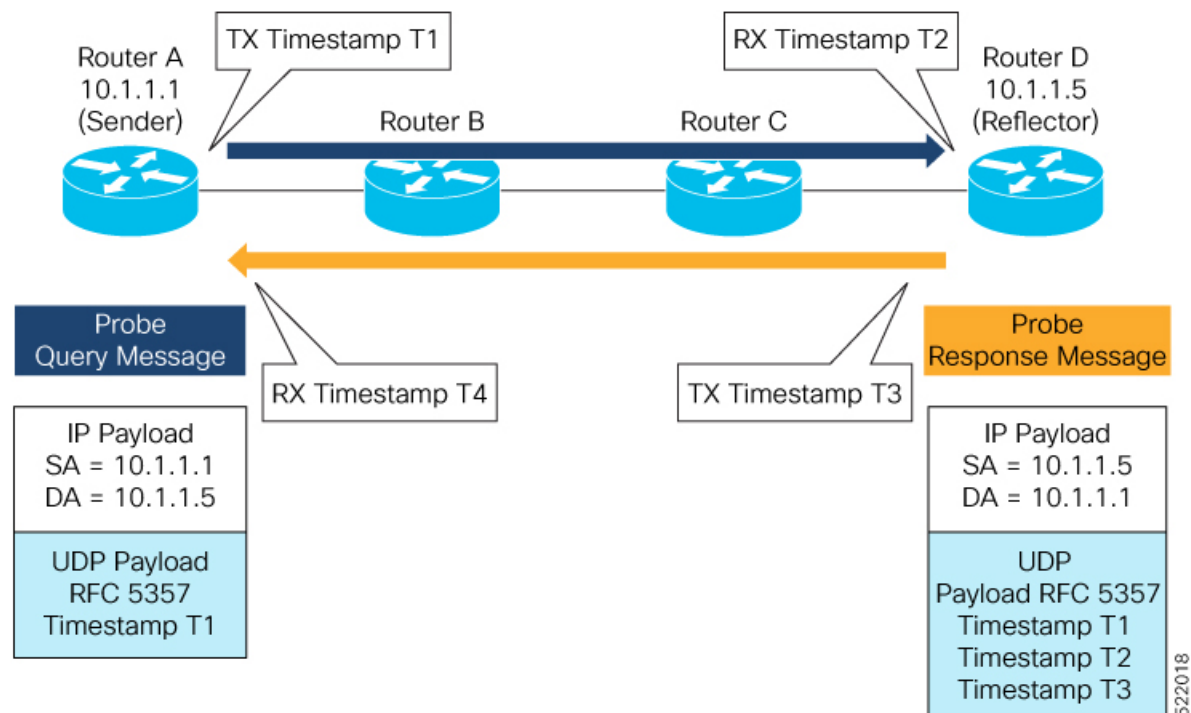 TX Timestamp T1
RX Timestamp T2
Router A
10.1.1.1
(Sender)
Router B
Router C
Router D
10.1.1.5
(Reflector)
Probe
Query Message
RX Timestamp T4
TX Timestamp T3
Probe
Response Message
IP Payload
SA = 10.1.1.1
DA = 10.1.1.5
UDP Payload
RFC 5357
Timestamp T1
IP Payload
SA = 10.1.1.5
DA = 10.1.1.1
UDP
Payload RFC 5357
Timestamp T1
Timestamp T2
Timestamp T3
522018